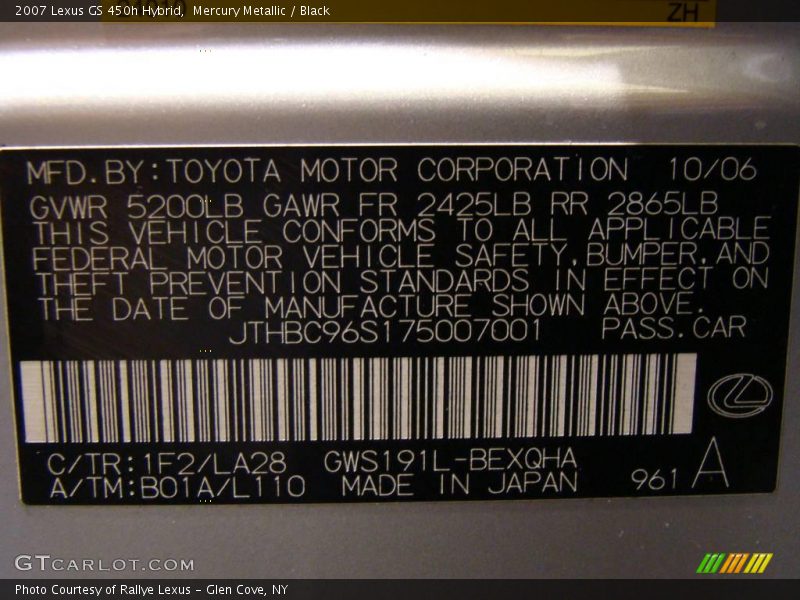 2007 Lexus GS 450h Hybrid, Mercury Metallic / Black
ZH
MFD.BY:TOYOTA MOTOR CORPORATION 10/06
GVWR 5200LB GAWR FR 2425LB RR 2865LB
THIS VEHICLE CONFORMS TO ALL APPLICABLE
FEDERAL MOTOR VEHICLE SAFETY,BUMPER,AND
THEFT PREVENTION STANDARDS IN EFFECT ON
THE DATE OF MANUFACTURE SHOWN ABOVE.
JTHBC96S175007001 PASS.CAR
C/TR:1F2/LA28 GWS191L-BEXQHA
A/TM:B01A/L110 MADE IN JAPAN 961 A
GTCARLOT.COM
Photo Courtesy of Rallye Lexus - Glen Cove, NY